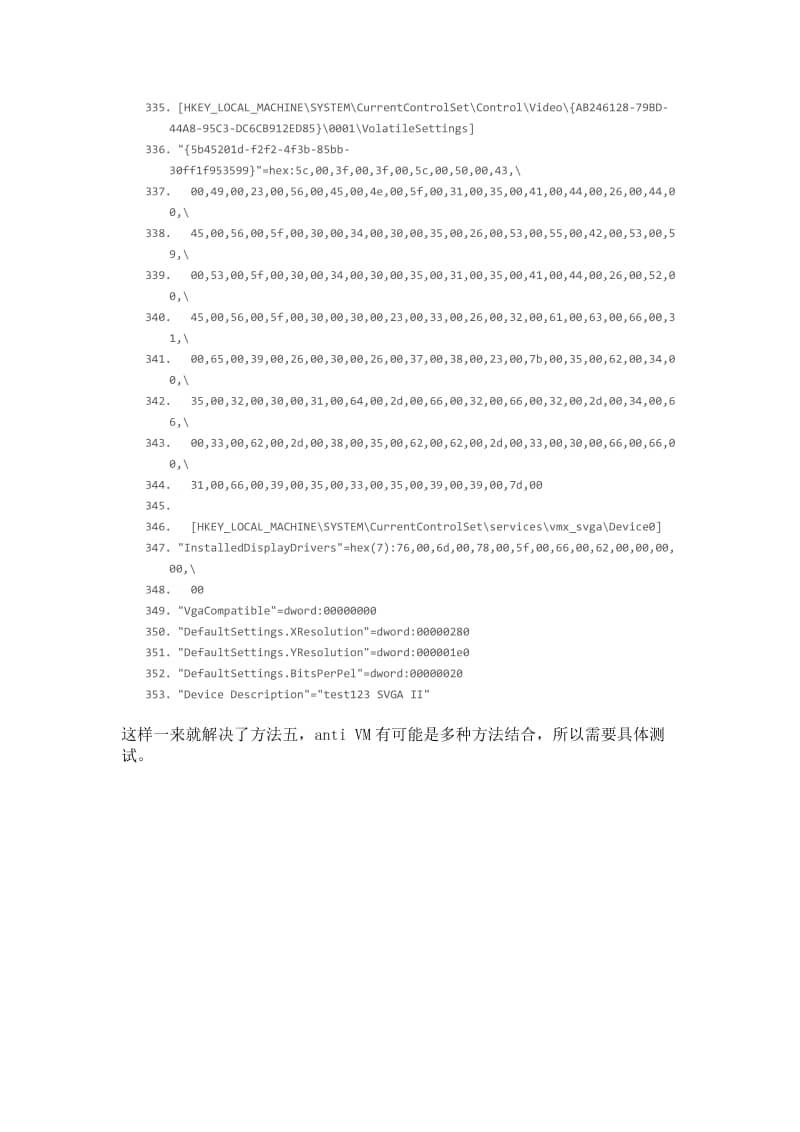 335. [HKEY_LOCAL_MACHINE\SYSTEM\CurrentControlSet\Control\Video\{AB246128-79BD-
44A8-95C3-DC6CB912ED85}\0001\VolatileSettings]
336. "{5b45201d-f2f2-4f3b-85bb-
30ff1f953599}"=hex:5c,00,3f,00,3f,00,5c,00,50,00,43,\
337. 00,49,00,23,00,56,00,45,00,4e,00,5f,00,31,00,35,00,41,00,44,00,26,00,44,0
0,\
338. 45,00,56,00,5f,00,30,00,34,00,30,00,35,00,26,00,53,00,55,00,42,00,53,00,5
9,\
339. 00,53,00,5f,00,30,00,34,00,30,00,35,00,31,00,35,00,41,00,44,00,26,00,52,0
0,\
340. 45,00,56,00,5f,00,30,00,30,00,23,00,33,00,26,00,32,00,61,00,63,00,66,00,3
1,\
341. 00,65,00,39,00,26,00,30,00,26,00,37,00,38,00,23,00,7b,00,35,00,62,00,34,0
0,\
342. 35,00,32,00,30,00,31,00,64,00,2d,00,66,00,32,00,66,00,32,00,2d,00,34,00,6
6,\
343. 00,33,00,62,00,2d,00,38,00,35,00,62,00,62,00,2d,00,33,00,30,00,66,00,66,0
0,\
344. 31,00,66,00,39,00,35,00,33,00,35,00,39,00,39,00,7d,00
345.
346. [HKEY_LOCAL_MACHINE\SYSTEM\CurrentControlSet\services\vmx_svga\Device0]
347. "InstalledDisplayDrivers"=hex(7):76,00,6d,00,78,00,5f,00,66,00,62,00,00,00,
00,\
348. 00
349. "VgaCompatible"=dword:00000000
350. "DefaultSettings.XResolution"=dword:00000280
351. "DefaultSettings.YResolution"=dword:000001e0
352. "DefaultSettings.BitsPerPel"=dword:00000020
353. "Device Description"="test123 SVGA II"
这样一来就解决了方法五，anti VM有可能是多种方法结合，所以需要具体测
试。